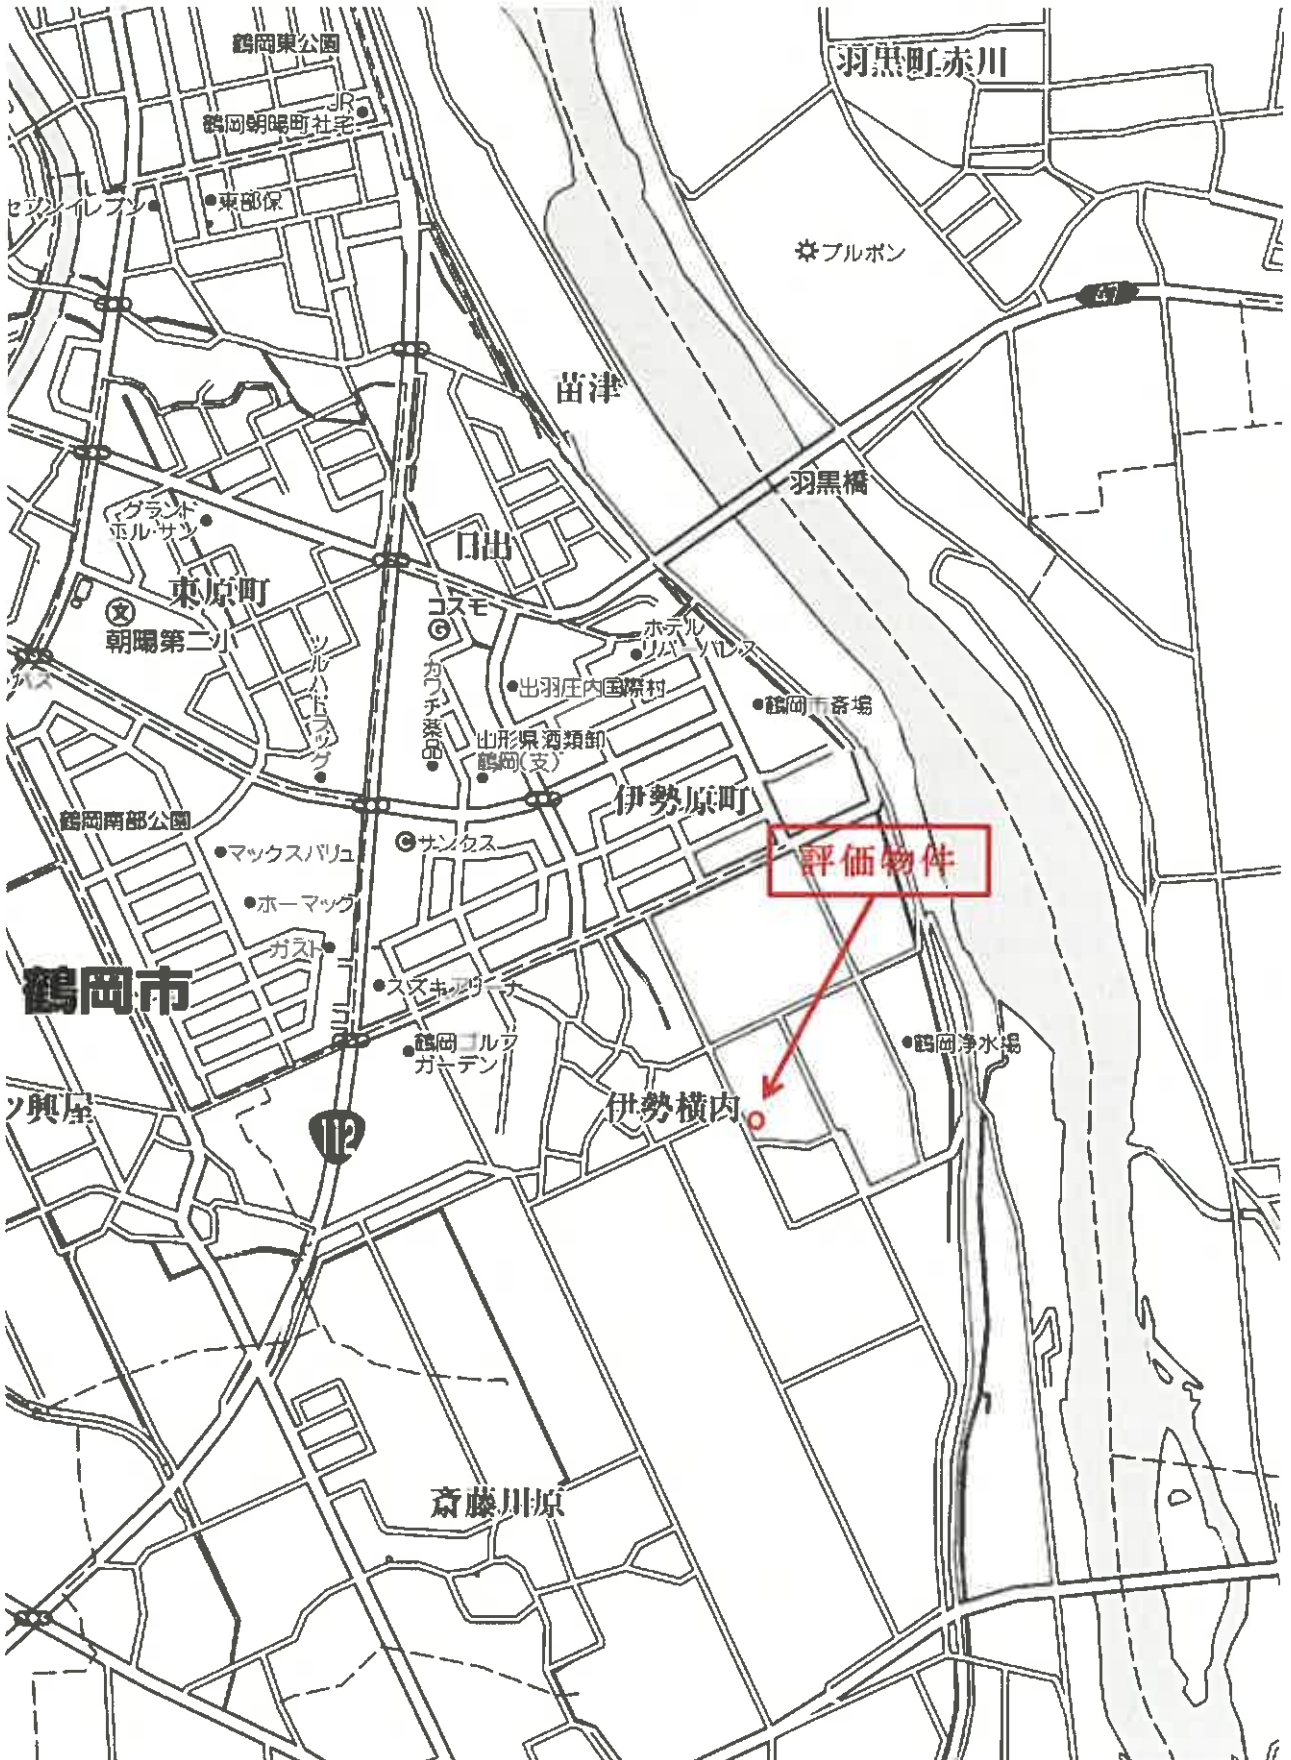 鶴岡東公園
羽黒町赤川
JR
鶴岡朝暘町社宅
セブンイレブン
東部保
ブルボン
47
苗津
羽黒橋
グランド
エル・サン
日出
東原町
文
朝暘第二小
コスモ
G
ホテル
リバーパレス
バス
ツルハドラッグ
カワチ薬品
出羽庄内国際村
鶴岡市斎場
山形県酒類卸
鶴岡(支)
伊勢原町
鶴岡南部公園
マックスバリュ
C
サンクス
評価物件
ホーマック
ガスト
鶴岡市
スズキアリーナ
鶴岡ゴルフ
ガーデン
鶴岡浄水場
ツ興屋
伊勢横内
112
斎藤川原